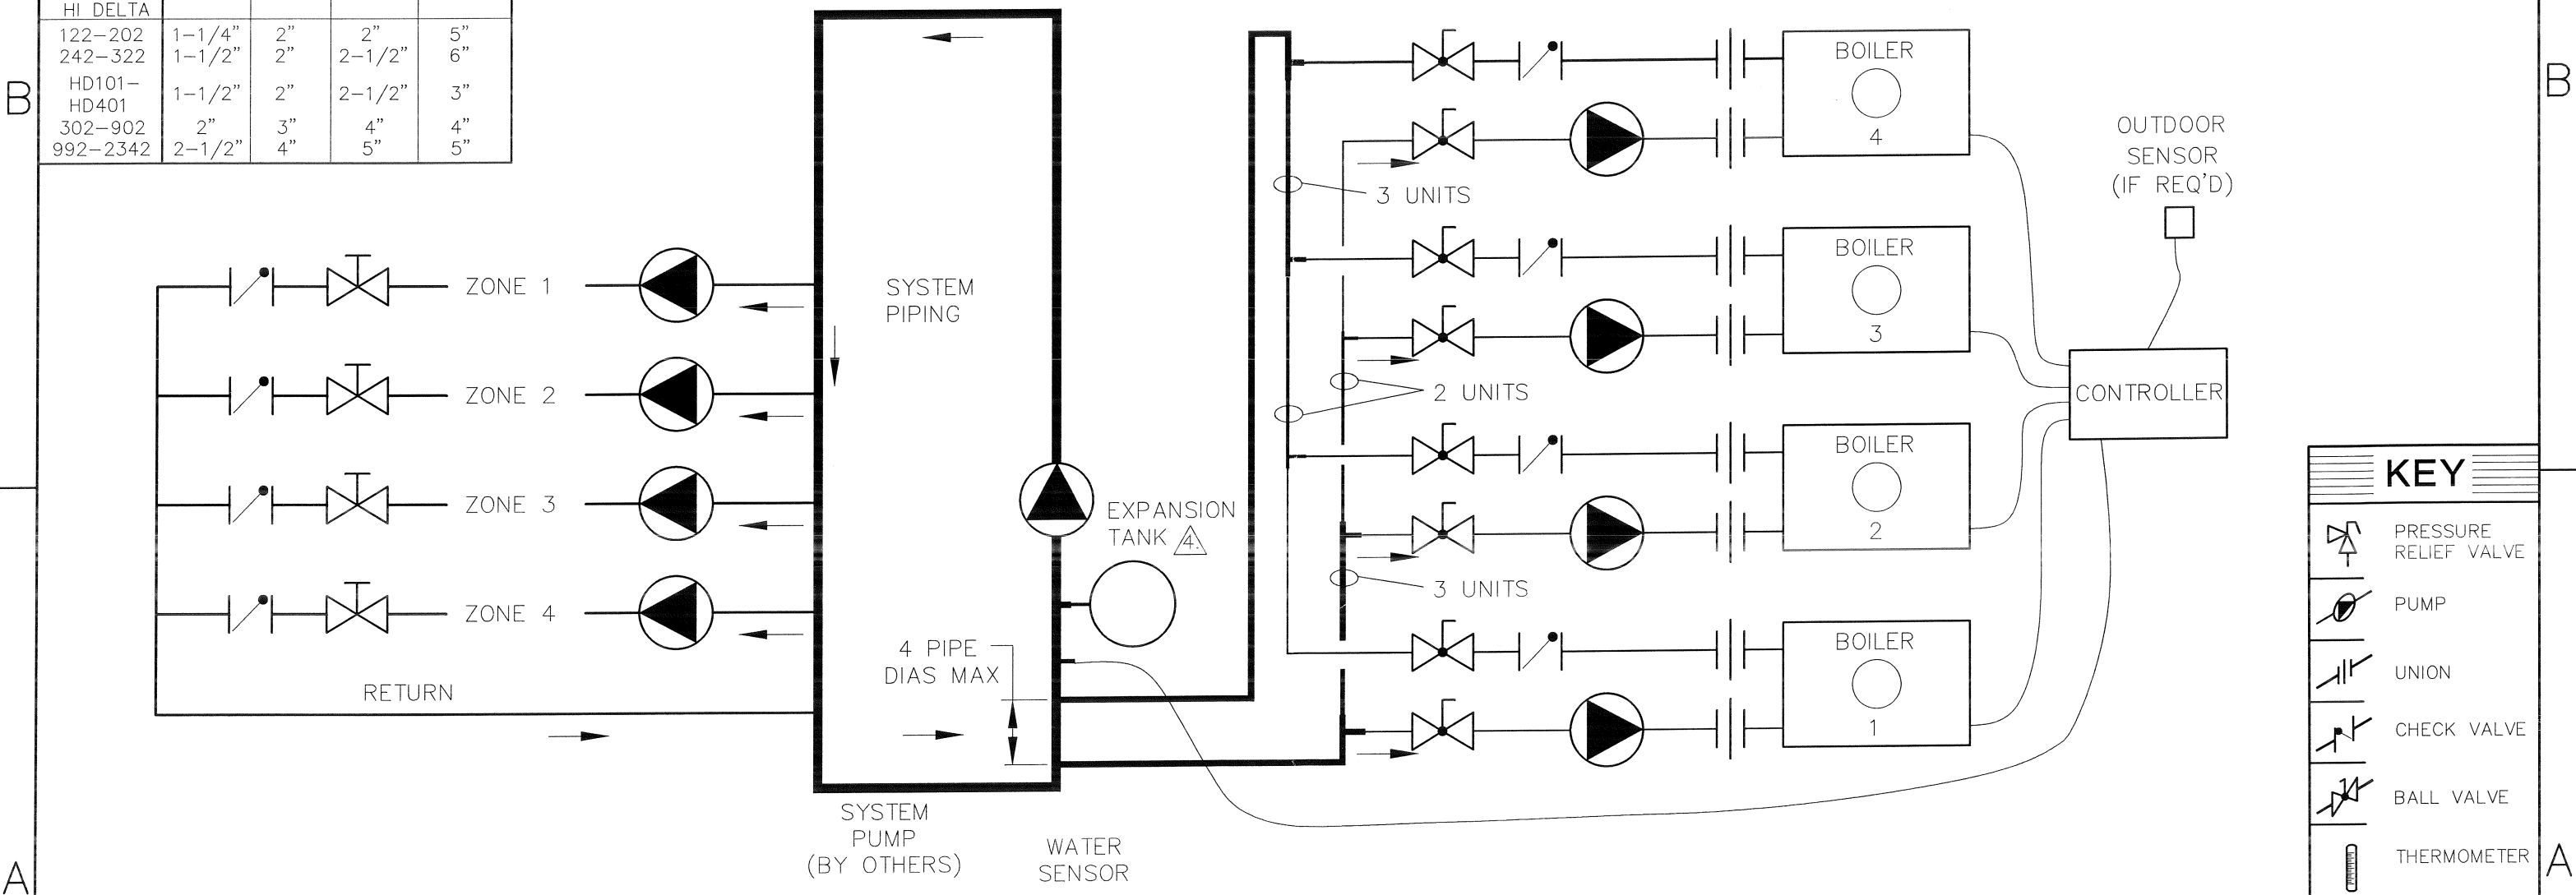 HI DELTA
122-202 1-1/4" 2" 2" 5"
242-322 1-1/2" 2" 2-1/2" 6"
HD101-
HD401 1-1/2" 2" 2-1/2" 3"
302-902 2" 3" 4" 4"
992-2342 2-1/2" 4" 5" 5"
B
B
A
A
ZONE 1
ZONE 2
ZONE 3
ZONE 4
RETURN
SYSTEM
PIPING
EXPANSION
TANK 4.
4 PIPE
DIAS MAX
SYSTEM
PUMP
(BY OTHERS)
WATER
SENSOR
3 UNITS
2 UNITS
3 UNITS
BOILER
4
BOILER
3
BOILER
2
BOILER
1
OUTDOOR
SENSOR
(IF REQ'D)
CONTROLLER
KEY
PRESSURE
RELIEF VALVE
PUMP
UNION
CHECK VALVE
BALL VALVE
THERMOMETER